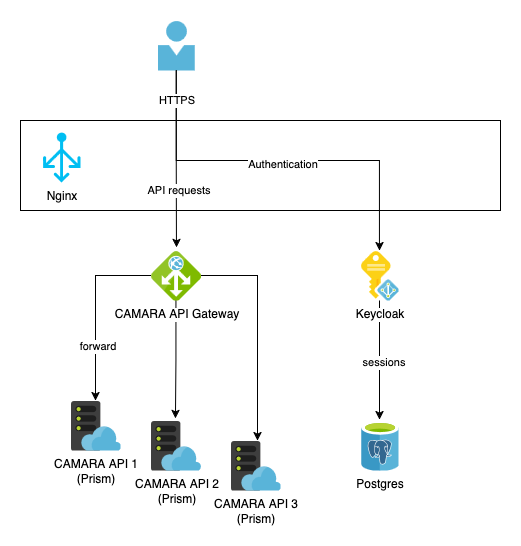 HTTPS
Authentication
API requests
Nginx
CAMARA API Gateway
Keycloak
forward
sessions
CAMARA API 1
(Prism)
CAMARA API 2
(Prism)
CAMARA API 3
(Prism)
Postgres